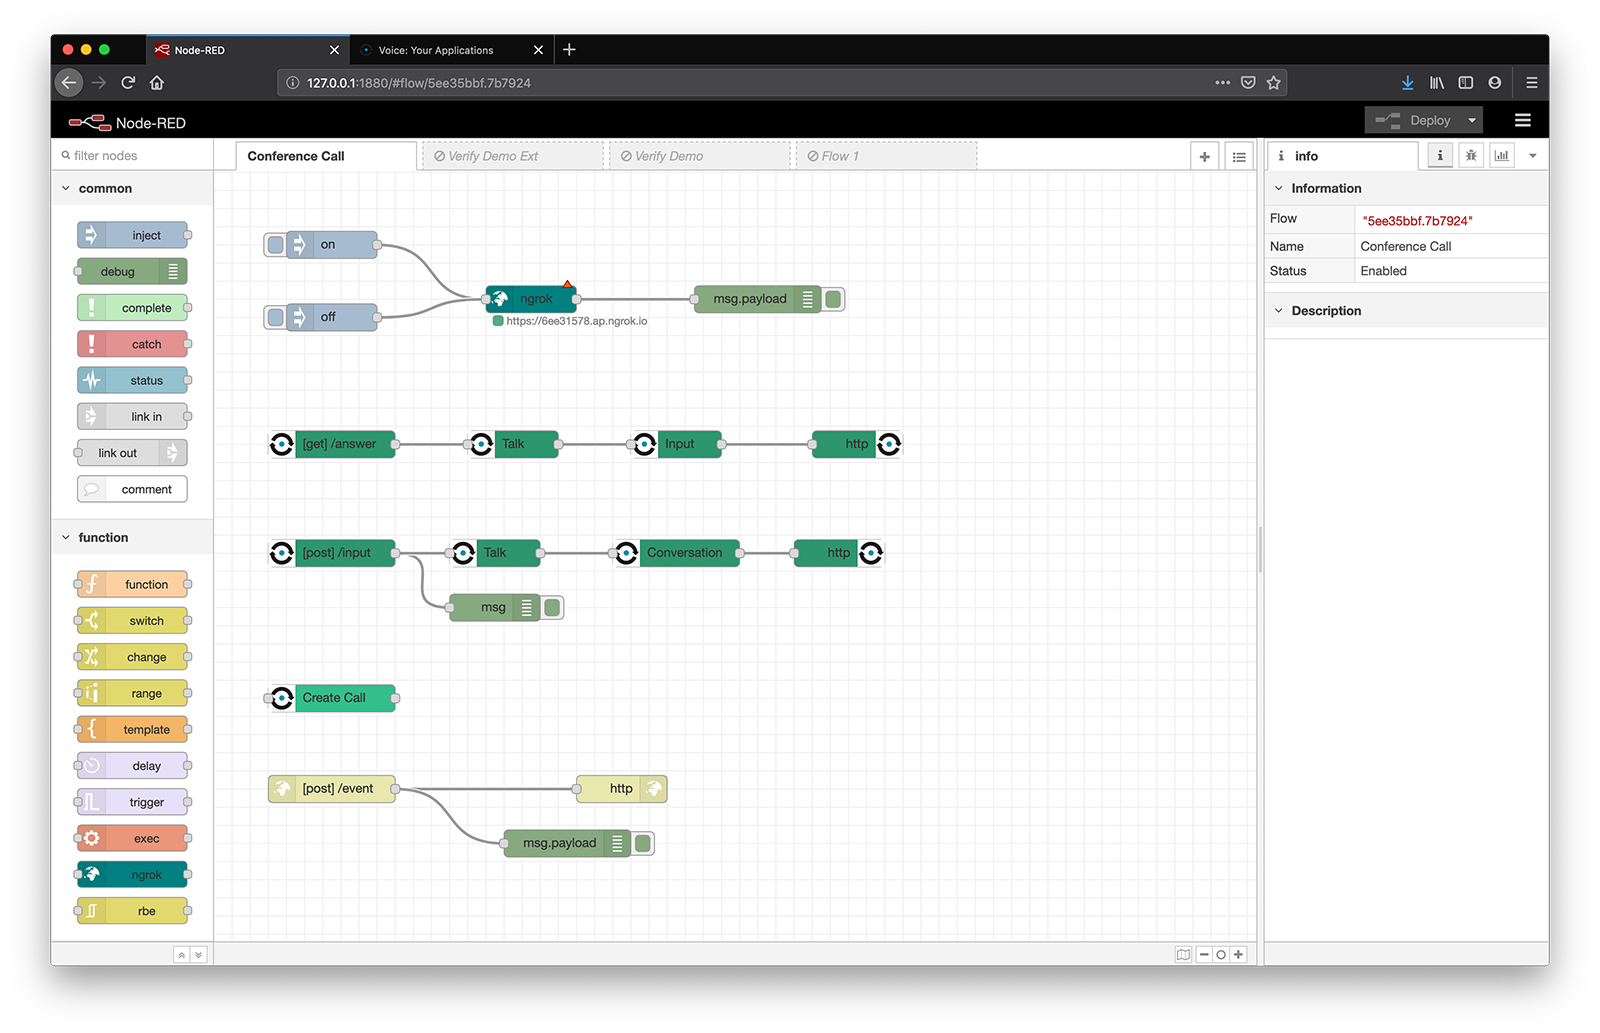 Node-RED
Voice: Your Applications
127.0.0.1:1880/#flow/5ee35bbf.7b7924
Node-RED
Deploy
filter nodes
Conference Call
Verify Demo Ext
Verify Demo
Flow 1
i info
i
common
inject
debug
complete
catch
status
link in
link out
comment
function
function
switch
change
range
template
delay
trigger
exec
ngrok
rbe
on
off
ngrok
https://6ee31578.ap.ngrok.io
msg.payload
[get] /answer
Talk
Input
http
[post] /input
Talk
Conversation
http
msg
Create Call
[post] /event
http
msg.payload
Information
Flow "5ee35bbf.7b7924"
Name Conference Call
Status Enabled
Description